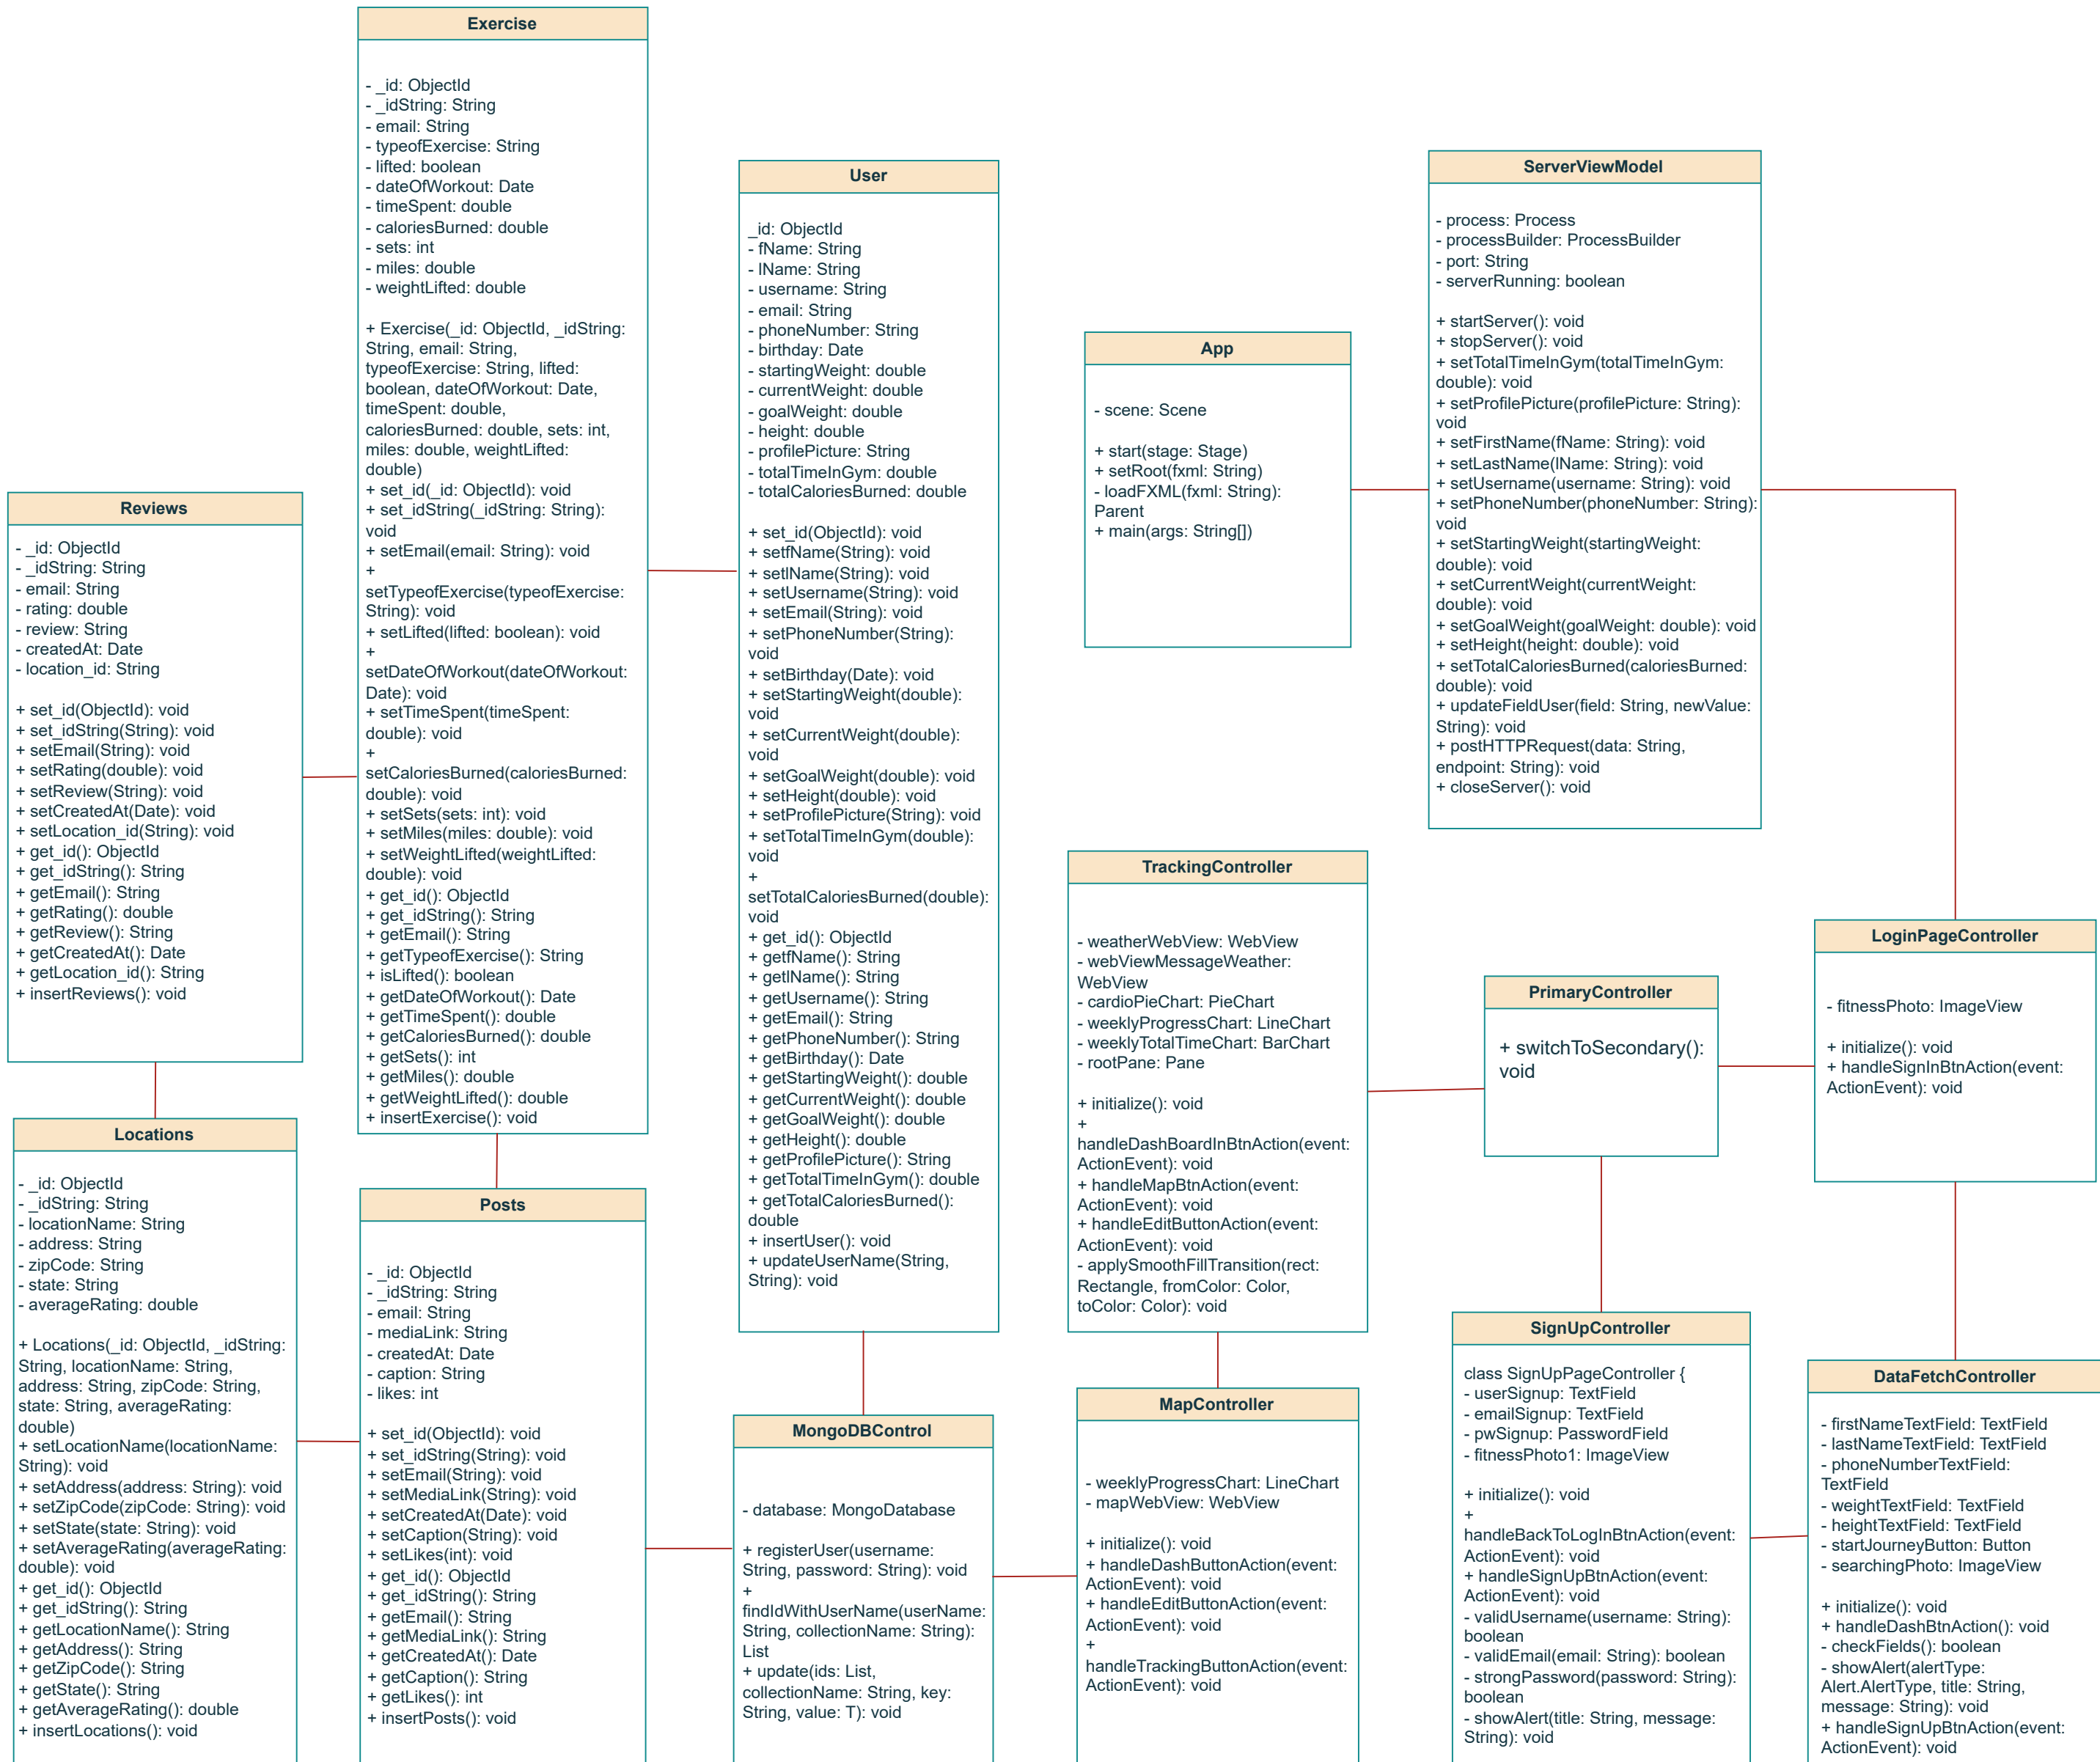 Exercise
- _id: ObjectId
- _idString: String
- email: String
- typeofExercise: String
- lifted: boolean
- dateOfWorkout: Date
- timeSpent: double
- caloriesBurned: double
- sets: int
- miles: double
- weightLifted: double
+ Exercise(_id: ObjectId, _idString:
String, email: String,
typeofExercise: String, lifted:
boolean, dateOfWorkout: Date,
timeSpent: double,
caloriesBurned: double, sets: int,
miles: double, weightLifted:
double)
+ set_id(_id: ObjectId): void
+ set_idString(_idString: String):
void
+ setEmail(email: String): void
+
setTypeofExercise(typeofExercise:
String): void
+ setLifted(lifted: boolean): void
+
setDateOfWorkout(dateOfWorkout:
Date): void
+ setTimeSpent(timeSpent:
double): void
+
setCaloriesBurned(caloriesBurned:
double): void
+ setSets(sets: int): void
+ setMiles(miles: double): void
+ setWeightLifted(weightLifted:
double): void
+ get_id(): ObjectId
+ get_idString(): String
+ getEmail(): String
+ getTypeofExercise(): String
+ isLifted(): boolean
+ getDateOfWorkout(): Date
+ getTimeSpent(): double
+ getCaloriesBurned(): double
+ getSets(): int
+ getMiles(): double
+ getWeightLifted(): double
+ insertExercise(): void
User
_id: ObjectId
- fName: String
- lName: String
- username: String
- email: String
- phoneNumber: String
- birthday: Date
- startingWeight: double
- currentWeight: double
- goalWeight: double
- height: double
- profilePicture: String
- totalTimeInGym: double
- totalCaloriesBurned: double
+ set_id(ObjectId): void
+ setfName(String): void
+ setlName(String): void
+ setUsername(String): void
+ setEmail(String): void
+ setPhoneNumber(String):
void
+ setBirthday(Date): void
+ setStartingWeight(double):
void
+ setCurrentWeight(double):
void
+ setGoalWeight(double): void
+ setHeight(double): void
+ setProfilePicture(String): void
+ setTotalTimeInGym(double):
void
+
setTotalCaloriesBurned(double):
void
+ get_id(): ObjectId
+ getfName(): String
+ getlName(): String
+ getUsername(): String
+ getEmail(): String
+ getPhoneNumber(): String
+ getBirthday(): Date
+ getStartingWeight(): double
+ getCurrentWeight(): double
+ getGoalWeight(): double
+ getHeight(): double
+ getProfilePicture(): String
+ getTotalTimeInGym(): double
+ getTotalCaloriesBurned():
double
+ insertUser(): void
+ updateUserName(String,
String): void
App
- scene: Scene
+ start(stage: Stage)
+ setRoot(fxml: String)
- loadFXML(fxml: String):
Parent
+ main(args: String[])
ServerViewModel
- process: Process
- processBuilder: ProcessBuilder
- port: String
- serverRunning: boolean
+ startServer(): void
+ stopServer(): void
+ setTotalTimeInGym(totalTimeInGym:
double): void
+ setProfilePicture(profilePicture: String):
void
+ setFirstName(fName: String): void
+ setLastName(lName: String): void
+ setUsername(username: String): void
+ setPhoneNumber(phoneNumber: String):
void
+ setStartingWeight(startingWeight:
double): void
+ setCurrentWeight(currentWeight:
double): void
+ setGoalWeight(goalWeight: double): void
+ setHeight(height: double): void
+ setTotalCaloriesBurned(caloriesBurned:
double): void
+ updateFieldUser(field: String, newValue:
String): void
+ postHTTPRequest(data: String,
endpoint: String): void
+ closeServer(): void
Reviews
- _id: ObjectId
- _idString: String
- email: String
- rating: double
- review: String
- createdAt: Date
- location_id: String
+ set_id(ObjectId): void
+ set_idString(String): void
+ setEmail(String): void
+ setRating(double): void
+ setReview(String): void
+ setCreatedAt(Date): void
+ setLocation_id(String): void
+ get_id(): ObjectId
+ get_idString(): String
+ getEmail(): String
+ getRating(): double
+ getReview(): String
+ getCreatedAt(): Date
+ getLocation_id(): String
+ insertReviews(): void
TrackingController
- weatherWebView: WebView
- webViewMessageWeather:
WebView
- cardioPieChart: PieChart
- weeklyProgressChart: LineChart
- weeklyTotalTimeChart: BarChart
- rootPane: Pane
+ initialize(): void
+
handleDashBoardInBtnAction(event:
ActionEvent): void
+ handleMapBtnAction(event:
ActionEvent): void
+ handleEditButtonAction(event:
ActionEvent): void
- applySmoothFillTransition(rect:
Rectangle, fromColor: Color,
toColor: Color): void
PrimaryController
+ switchToSecondary():
void
LoginPageController
- fitnessPhoto: ImageView
+ initialize(): void
+ handleSignInBtnAction(event:
ActionEvent): void
Locations
- _id: ObjectId
- _idString: String
- locationName: String
- address: String
- zipCode: String
- state: String
- averageRating: double
+ Locations(_id: ObjectId, _idString:
String, locationName: String,
address: String, zipCode: String,
state: String, averageRating:
double)
+ setLocationName(locationName:
String): void
+ setAddress(address: String): void
+ setZipCode(zipCode: String): void
+ setState(state: String): void
+ setAverageRating(averageRating:
double): void
+ get_id(): ObjectId
+ get_idString(): String
+ getLocationName(): String
+ getAddress(): String
+ getZipCode(): String
+ getState(): String
+ getAverageRating(): double
+ insertLocations(): void
Posts
- _id: ObjectId
- _idString: String
- email: String
- mediaLink: String
- createdAt: Date
- caption: String
- likes: int
+ set_id(ObjectId): void
+ set_idString(String): void
+ setEmail(String): void
+ setMediaLink(String): void
+ setCreatedAt(Date): void
+ setCaption(String): void
+ setLikes(int): void
+ get_id(): ObjectId
+ get_idString(): String
+ getEmail(): String
+ getMediaLink(): String
+ getCreatedAt(): Date
+ getCaption(): String
+ getLikes(): int
+ insertPosts(): void
MongoDBControl
- database: MongoDatabase
+ registerUser(username:
String, password: String): void
+
findIdWithUserName(userName:
String, collectionName: String):
List
+ update(ids: List,
collectionName: String, key:
String, value: T): void
MapController
- weeklyProgressChart: LineChart
- mapWebView: WebView
+ initialize(): void
+ handleDashButtonAction(event:
ActionEvent): void
+ handleEditButtonAction(event:
ActionEvent): void
+
handleTrackingButtonAction(event:
ActionEvent): void
SignUpController
class SignUpPageController {
- userSignup: TextField
- emailSignup: TextField
- pwSignup: PasswordField
- fitnessPhoto1: ImageView
+ initialize(): void
+
handleBackToLogInBtnAction(event:
ActionEvent): void
+ handleSignUpBtnAction(event:
ActionEvent): void
- validUsername(username: String):
boolean
- validEmail(email: String): boolean
- strongPassword(password: String):
boolean
- showAlert(title: String, message:
String): void
DataFetchController
- firstNameTextField: TextField
- lastNameTextField: TextField
- phoneNumberTextField:
TextField
- weightTextField: TextField
- heightTextField: TextField
- startJourneyButton: Button
- searchingPhoto: ImageView
+ initialize(): void
+ handleDashBtnAction(): void
- checkFields(): boolean
- showAlert(alertType:
Alert.AlertType, title: String,
message: String): void
+ handleSignUpBtnAction(event:
ActionEvent): void